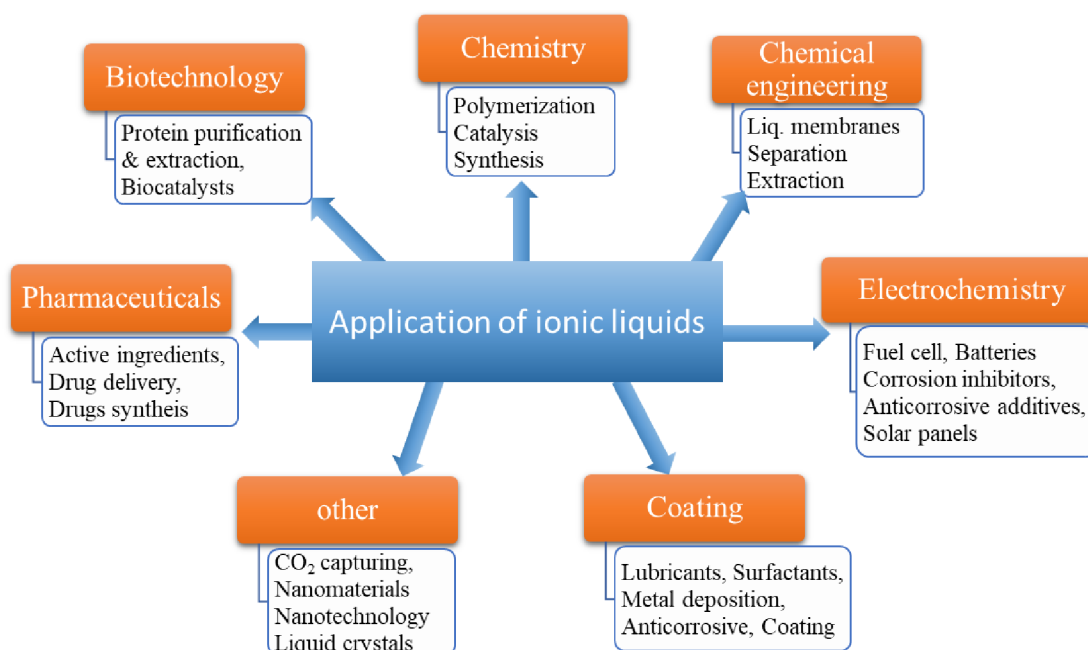 Chemistry
Polymerization
Catalysis
Synthesis
Biotechnology
Protein purification
& extraction,
Biocatalysts
Chemical
engineering
Liq. membranes
Separation
Extraction
Pharmaceuticals
Active ingredients,
Drug delivery,
Drugs syntheis
Application of ionic liquids
Electrochemistry
Fuel cell, Batteries
Corrosion inhibitors,
Anticorrosive additives,
Solar panels
other
CO₂ capturing,
Nanomaterials
Nanotechnology
Liquid crystals
Coating
Lubricants, Surfactants,
Metal deposition,
Anticorrosive, Coating